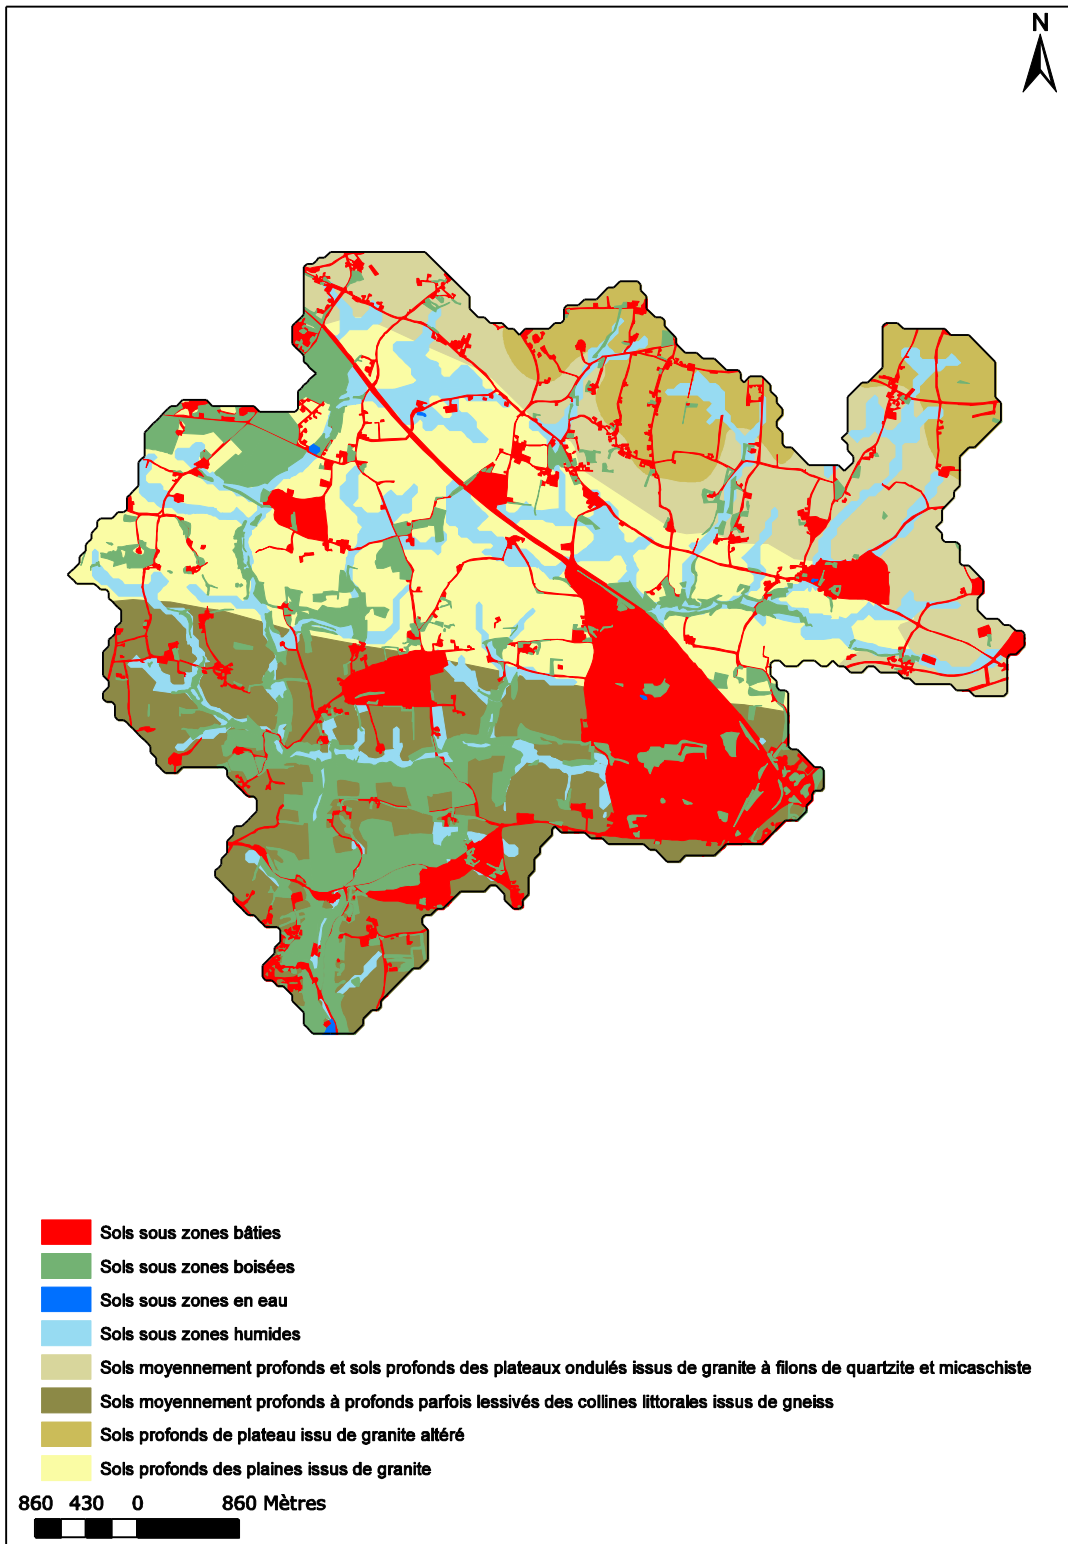 N
Sols sous zones bâties
Sols sous zones boisées
Sols sous zones en eau
Sols sous zones humides
Sols moyennement profonds et sols profonds des plateaux ondulés issus de granite à filons de quartzite et micaschiste
Sols moyennement profonds à profonds parfois lessivés des collines littorales issus de gneiss
Sols profonds de plateau issu de granite altéré
Sols profonds des plaines issus de granite
860 430 0 860 Mètres